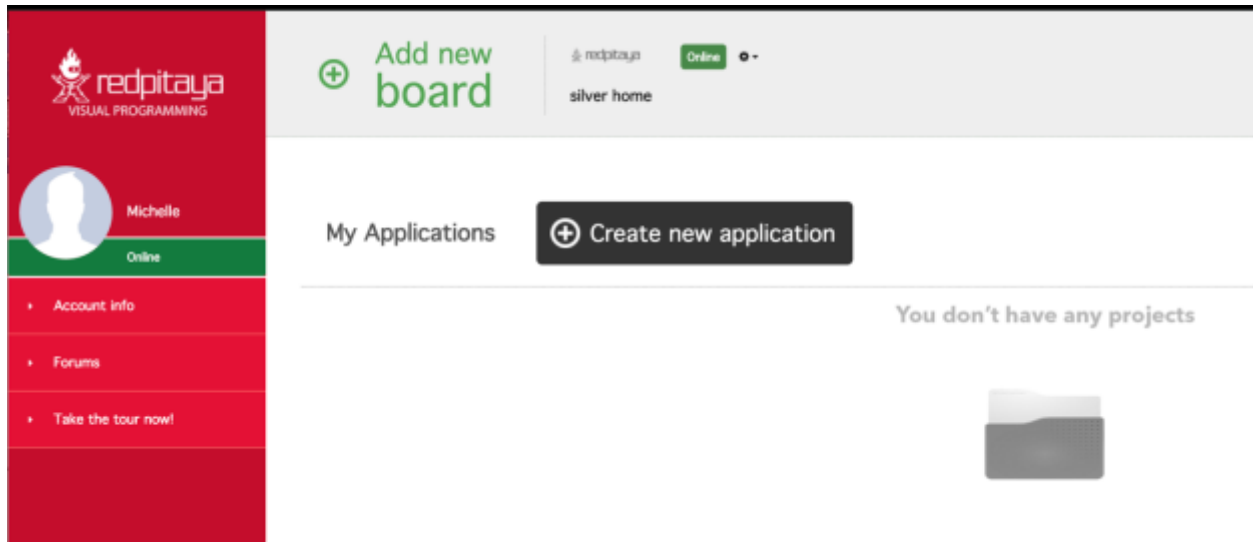 redpitaya
VISUAL PROGRAMMING
Michelle
Online
Account info
Forums
Take the tour now!
Add new
board
redpitaya
Online
silver home
My Applications
Create new application
You don't have any projects